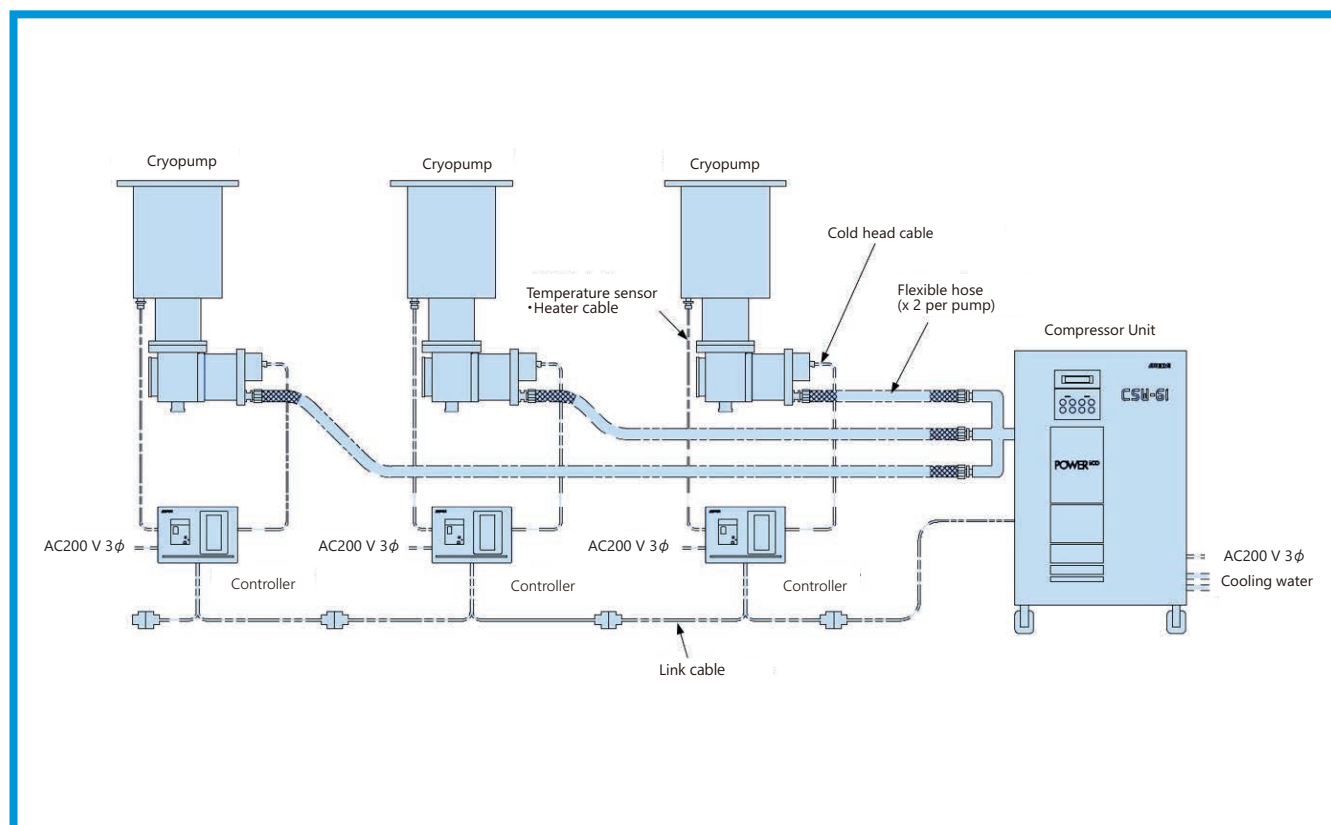 Cryopump
Cryopump
Cryopump
Cold head cable
Temperature sensor
・Heater cable
Flexible hose
(x 2 per pump)
Compressor Unit
CSW-61
POWER
AC200 V 3φ
AC200 V 3φ
AC200 V 3φ
AC200 V 3φ
Cooling water
Controller
Controller
Controller
Link cable